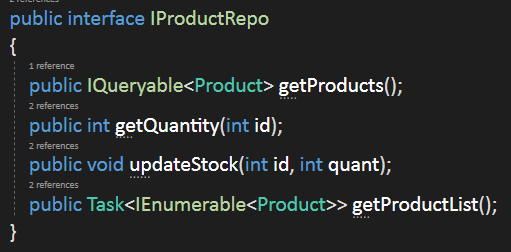 2 references
public interface IProductRepo
{
1 reference
public IQueryable<Product> getProducts();
2 references
public int getQuantity(int id);
2 references
public void updateStock(int id, int quant);
2 references
public Task<IEnumerable<Product>> getProductList();
}